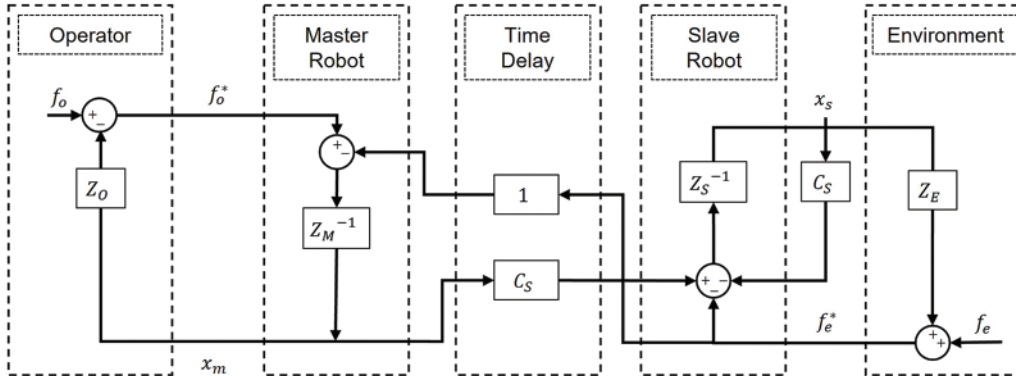 Operator
Master
Robot
Time
Delay
Slave
Robot
Environment
f_o
+
−
f_o^*
x_s
+
−
Z_O
1
Z_S^{-1}
C_S
Z_E
Z_M^{-1}
C_S
+
−
−
x_m
f_e^*
+
+
f_e